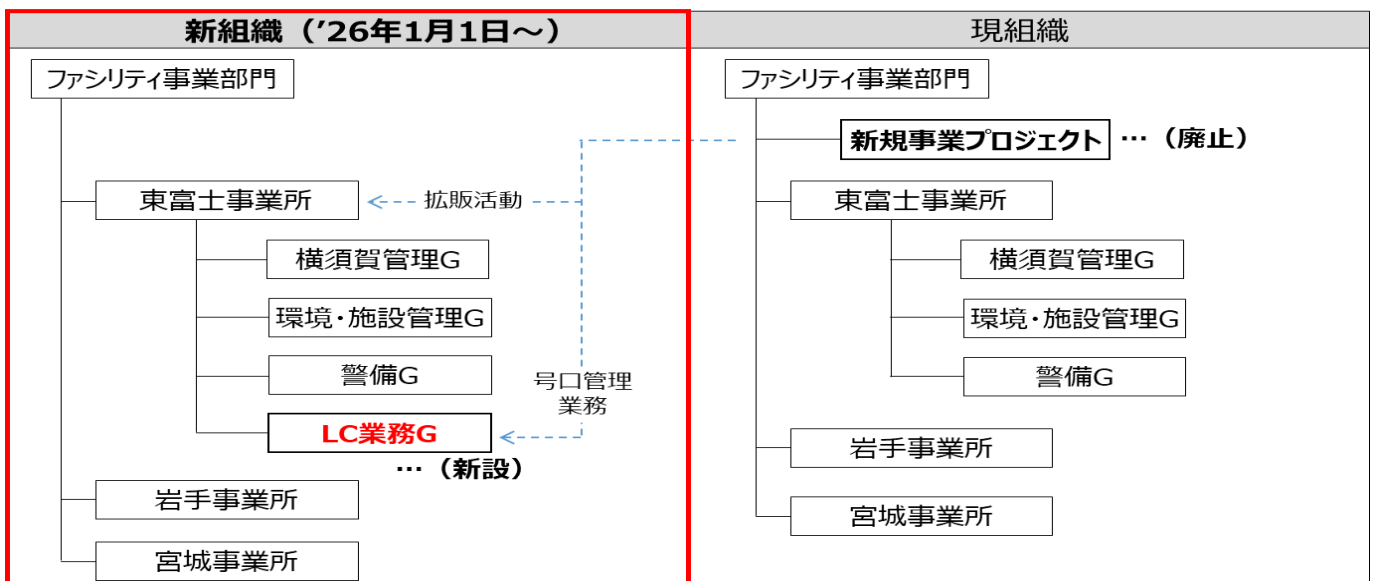 新組織（’26年1月1日～）
ファシリティ事業部門
東富士事業所
拡販活動
横須賀管理G
環境・施設管理G
警備G
号口管理
業務
LC業務G
…（新設）
岩手事業所
宮城事業所
現組織
ファシリティ事業部門
新規事業プロジェクト …（廃止）
東富士事業所
横須賀管理G
環境・施設管理G
警備G
岩手事業所
宮城事業所